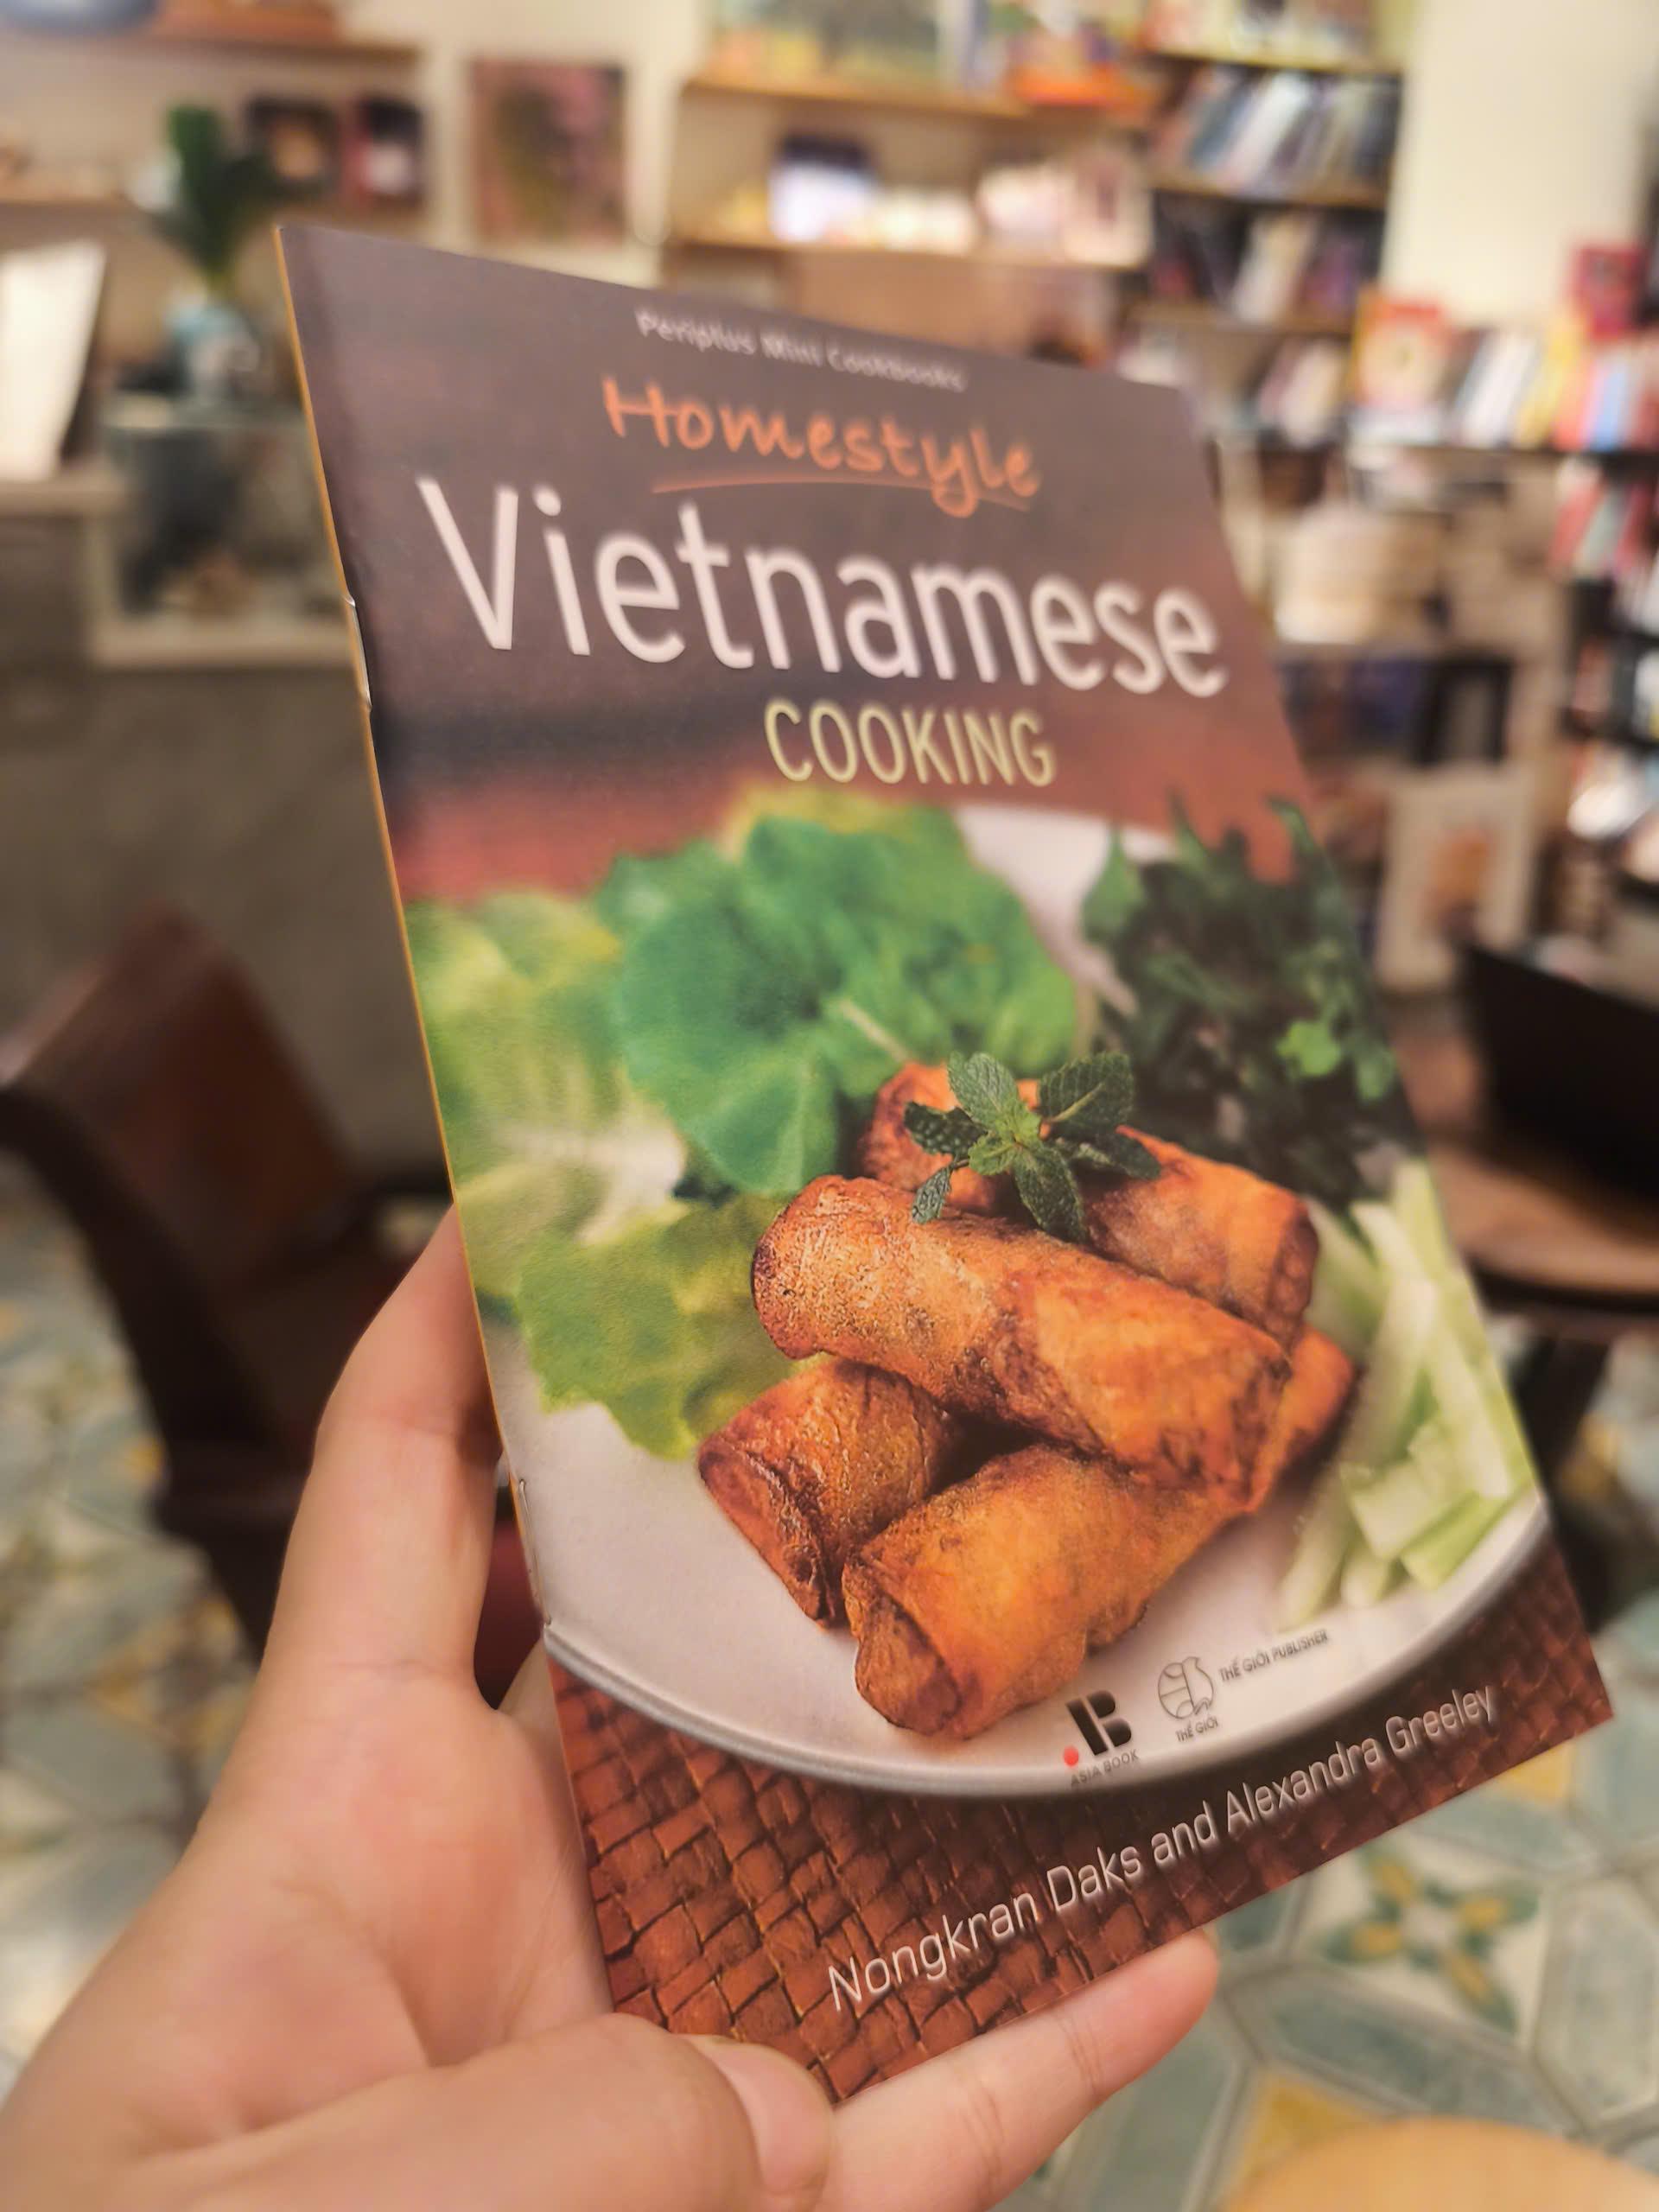 Periplus Mini Cookbooks
Homestyle
Vietnamese
COOKING
THẾ GIỚI PUBLISHER
THẾ GIỚI
ASIA BOOK
Nongkran Daks and Alexandra Greeley